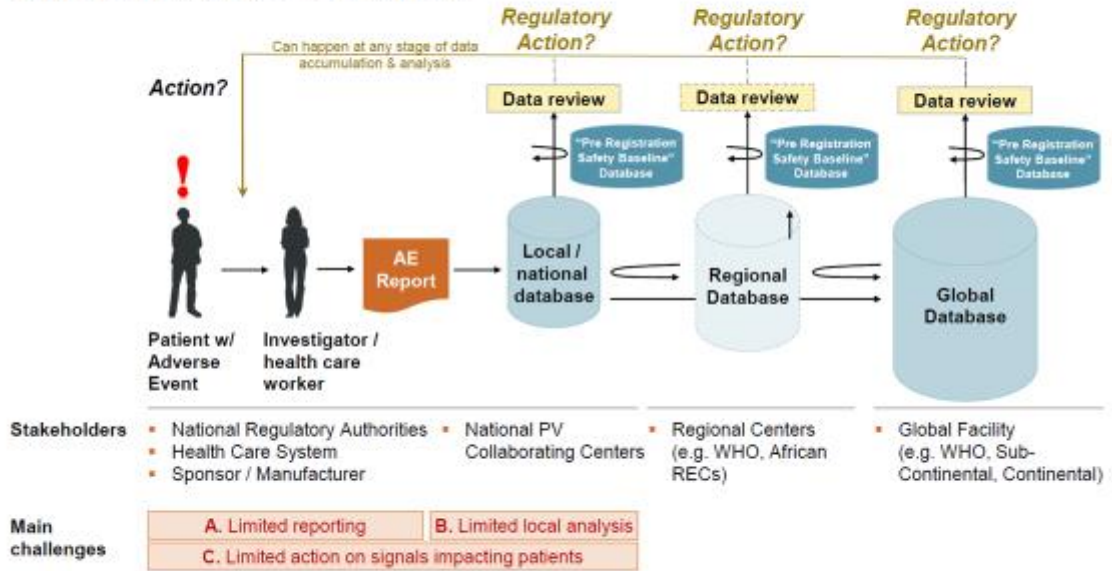 Regulatory
Action?
Regulatory
Action?
Regulatory
Action?
Can happen at any stage of data
accumulation & analysis
Action?
Data review
Data review
Data review
"Pre Registration
Safety Baseline"
Database
"Pre Registration
Safety Baseline"
Database
"Pre Registration
Safety Baseline"
Database
!
AE
Report
Local /
national
database
Regional
Database
Global
Database
Patient w/
Adverse
Event
Investigator /
health care
worker
Stakeholders
▪ National Regulatory Authorities
▪ Health Care System
▪ Sponsor / Manufacturer
▪ National PV
Collaborating Centers
▪ Regional Centers
(e.g. WHO, African
RECs)
▪ Global Facility
(e.g. WHO, Sub-
Continental, Continental)
Main
challenges
A. Limited reporting
B. Limited local analysis
C. Limited action on signals impacting patients